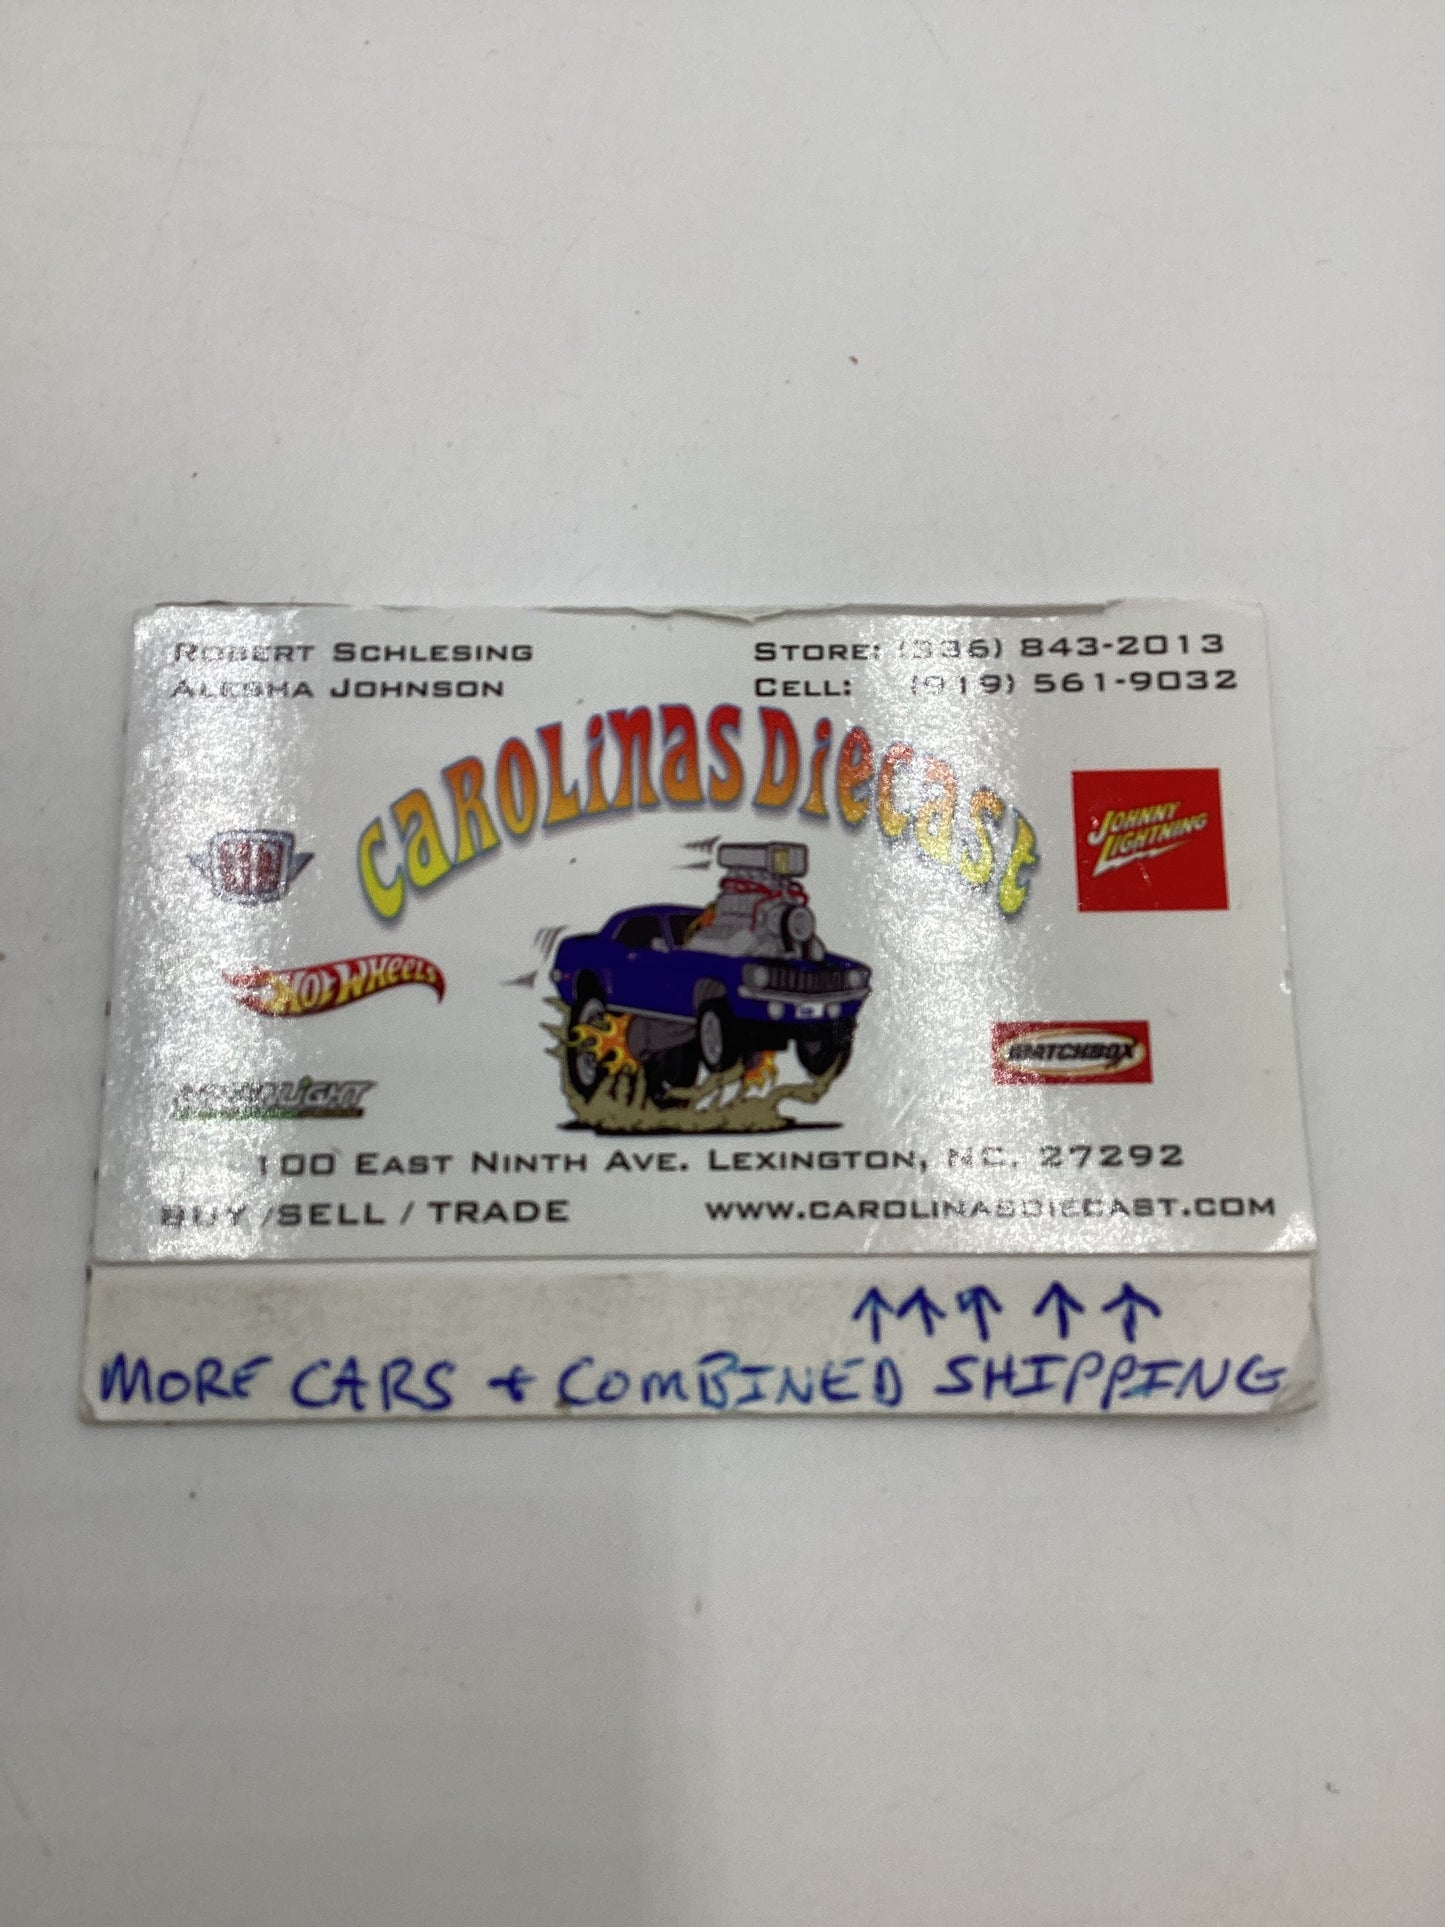 ROBERT SCHLESING
ALESHA JOHNSON
STORE: (336) 843-2013
CELL: (919) 561-9032
CAROLINAS DIECAST
JOHNNY
LIGHTNING
HOT WHEELS
MATCHBOX
100 EAST NINTH AVE. LEXINGTON, NC. 27292
BUY / SELL / TRADE
WWW.CAROLINASDIECAST.COM
↑ ↑ ↑ ↑ ↑
MORE CARS + COMBINED SHIPPING